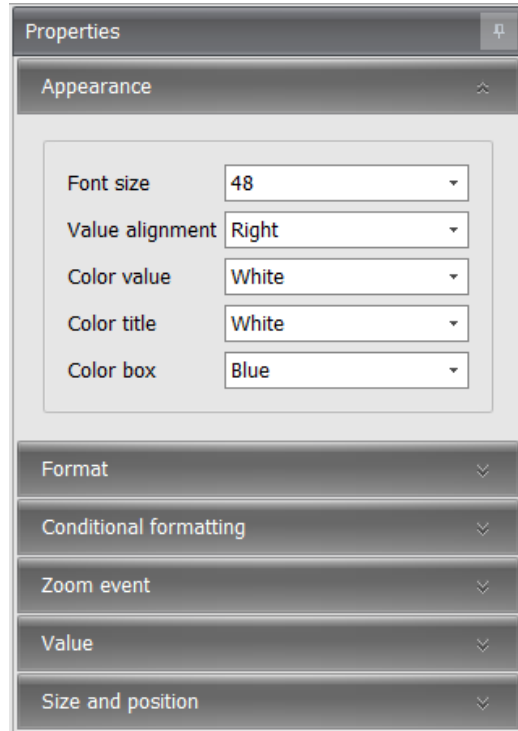 Properties
Appearance
Font size 48
Value alignment Right
Color value White
Color title White
Color box Blue
Format
Conditional formatting
Zoom event
Value
Size and position